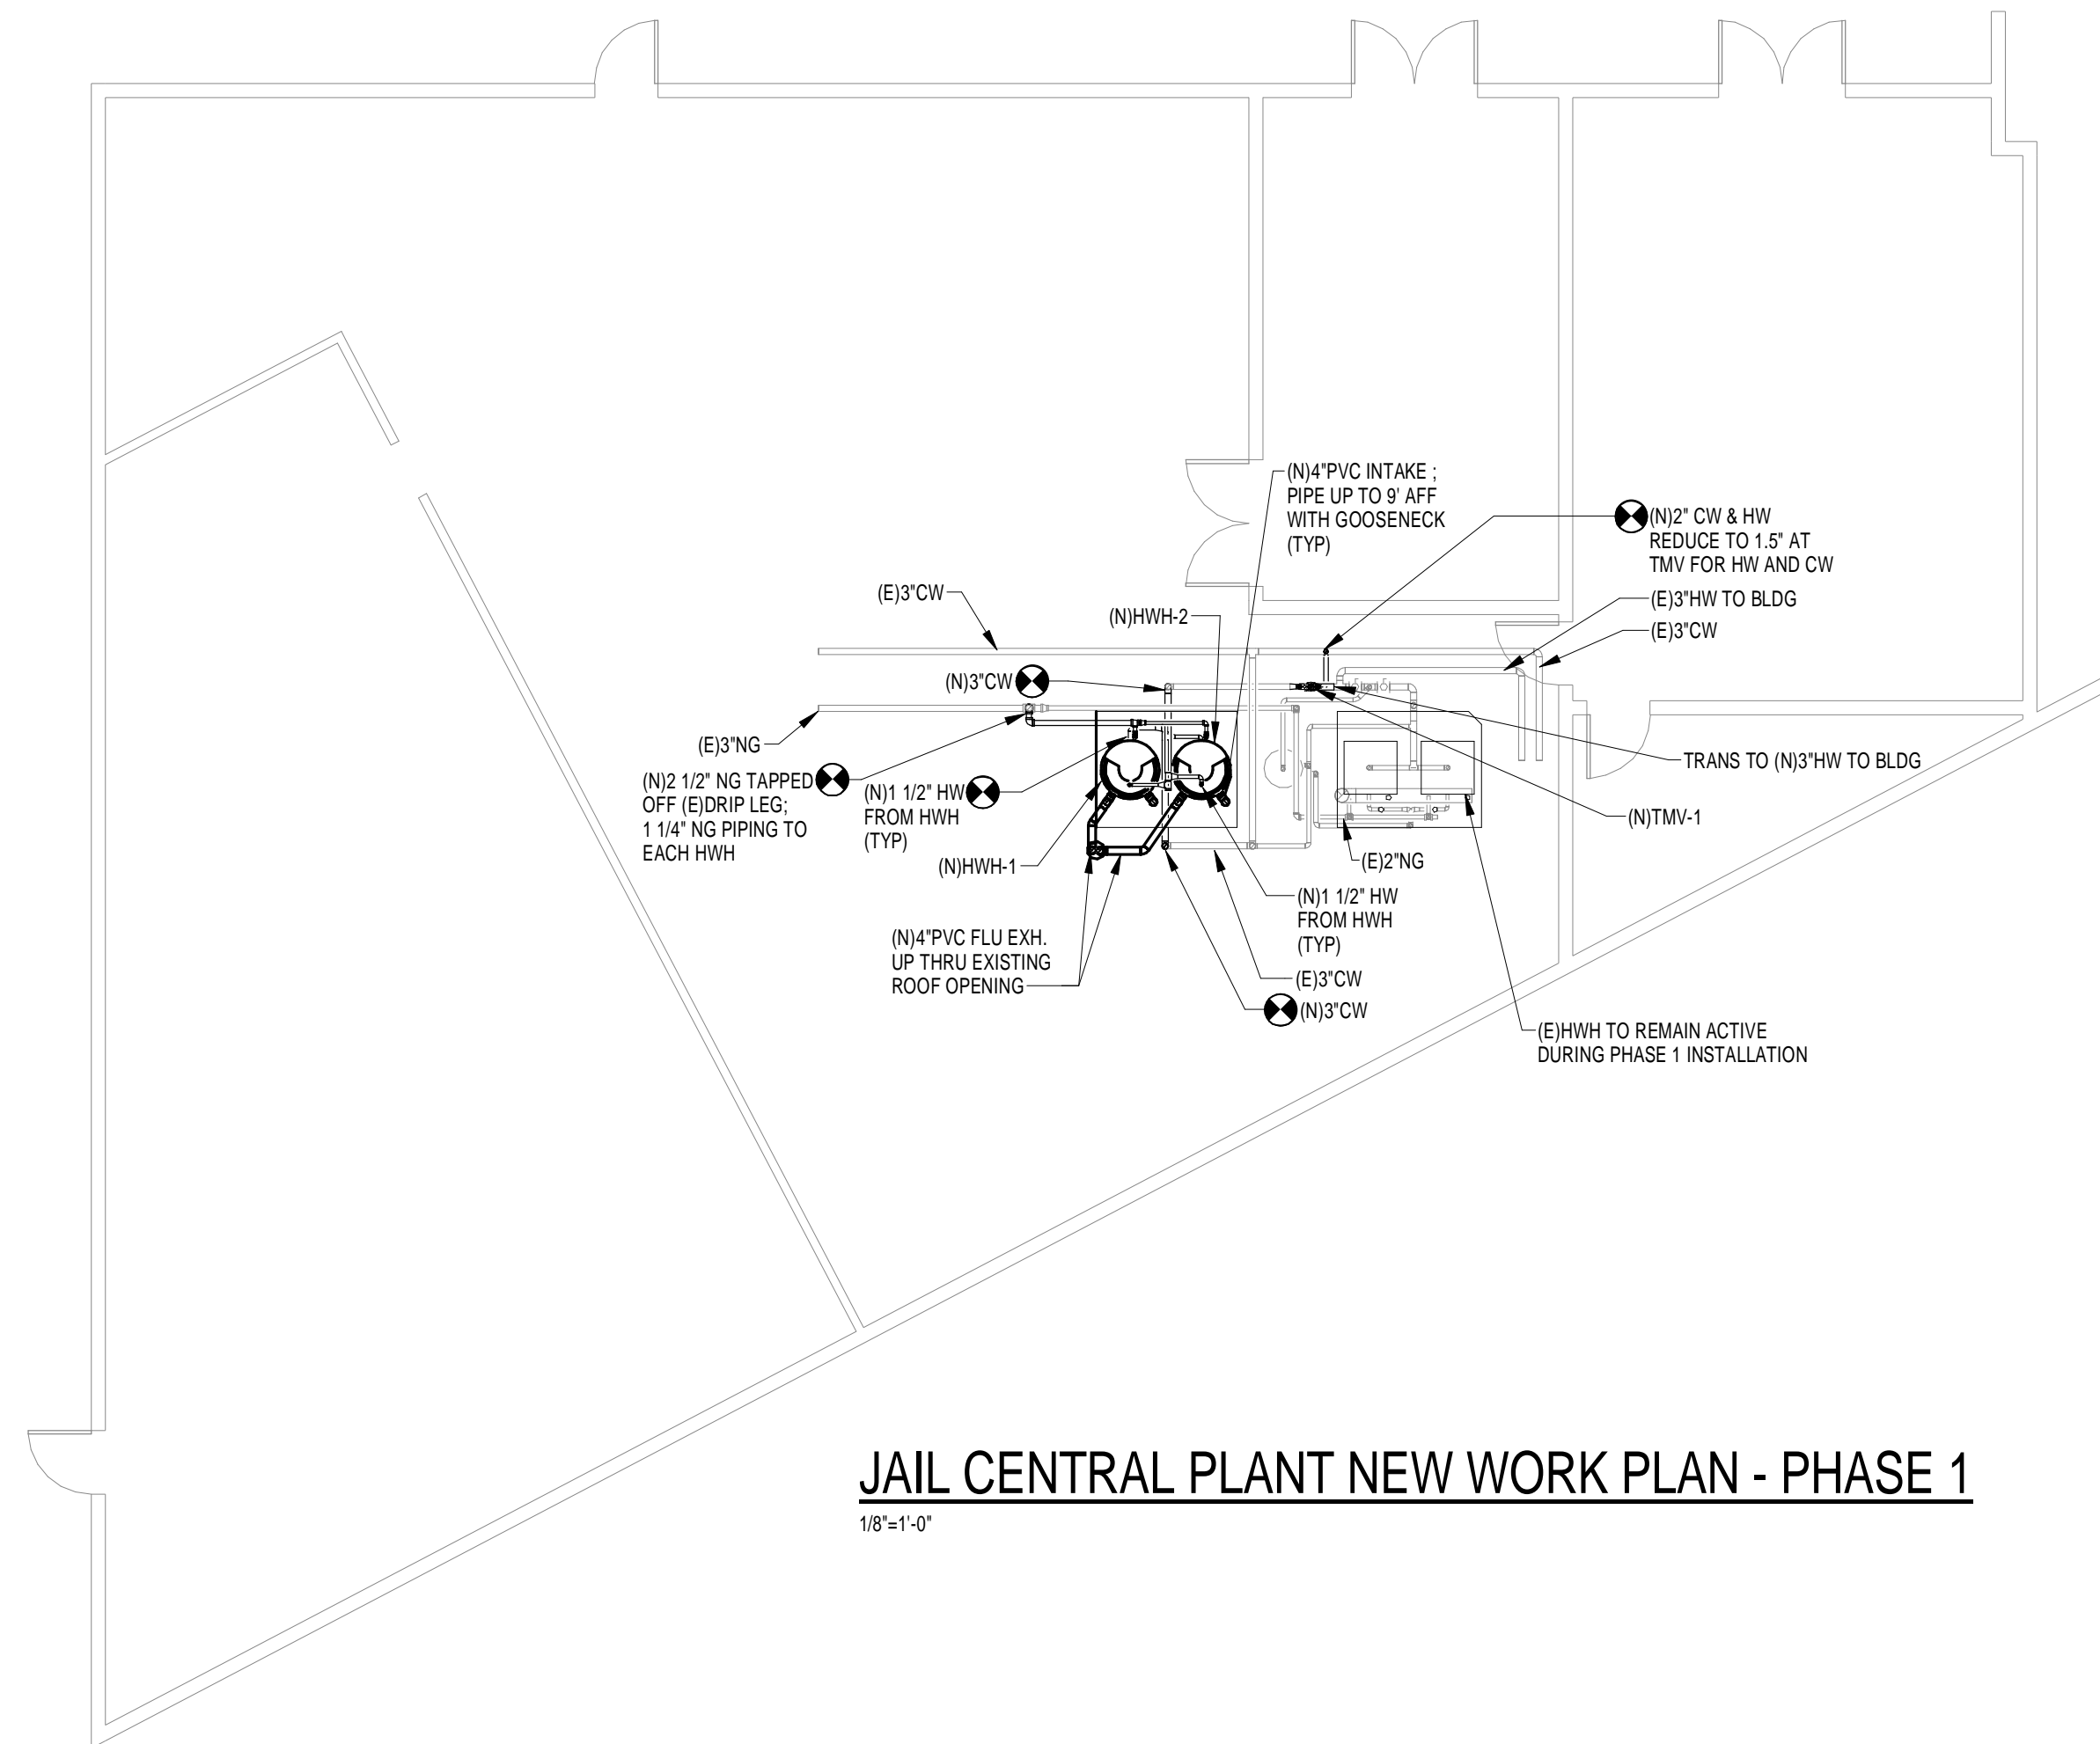 (N)4"PVC INTAKE ;
PIPE UP TO 9' AFF
WITH GOOSENECK
(TYP)
(N)2" CW & HW
REDUCE TO 1.5" AT
TMV FOR HW AND CW
(E)3"CW
(N)HWH-2
(E)3"HW TO BLDG
(E)3"CW
(N)3"CW
(E)3"NG
(N)2 1/2" NG TAPPED
OFF (E)DRIP LEG;
1 1/4" NG PIPING TO
EACH HWH
(N)1 1/2" HW
FROM HWH
(TYP)
(N)HWH-1
TRANS TO (N)3"HW TO BLDG
(N)TMV-1
(E)2"NG
(N)1 1/2" HW
FROM HWH
(TYP)
(N)4"PVC FLU EXH.
UP THRU EXISTING
ROOF OPENING
(E)3"CW
(N)3"CW
(E)HWH TO REMAIN ACTIVE
DURING PHASE 1 INSTALLATION
JAIL CENTRAL PLANT NEW WORK PLAN - PHASE 1
1/8"=1'-0"